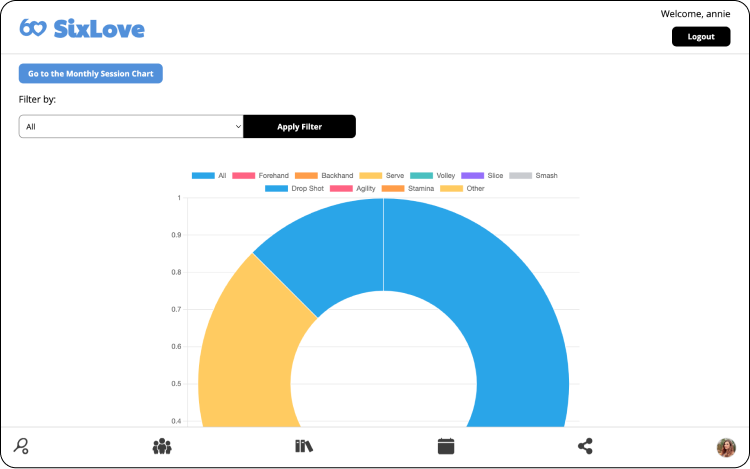 Welcome, annie
SixLove
Logout
Go to the Monthly Session Chart
Filter by:
All
Apply Filter
All Forehand Backhand Serve Volley Slice Smash
Drop Shot Agility Stamina Other
1
0.9
0.8
0.7
0.6
0.5
0.4